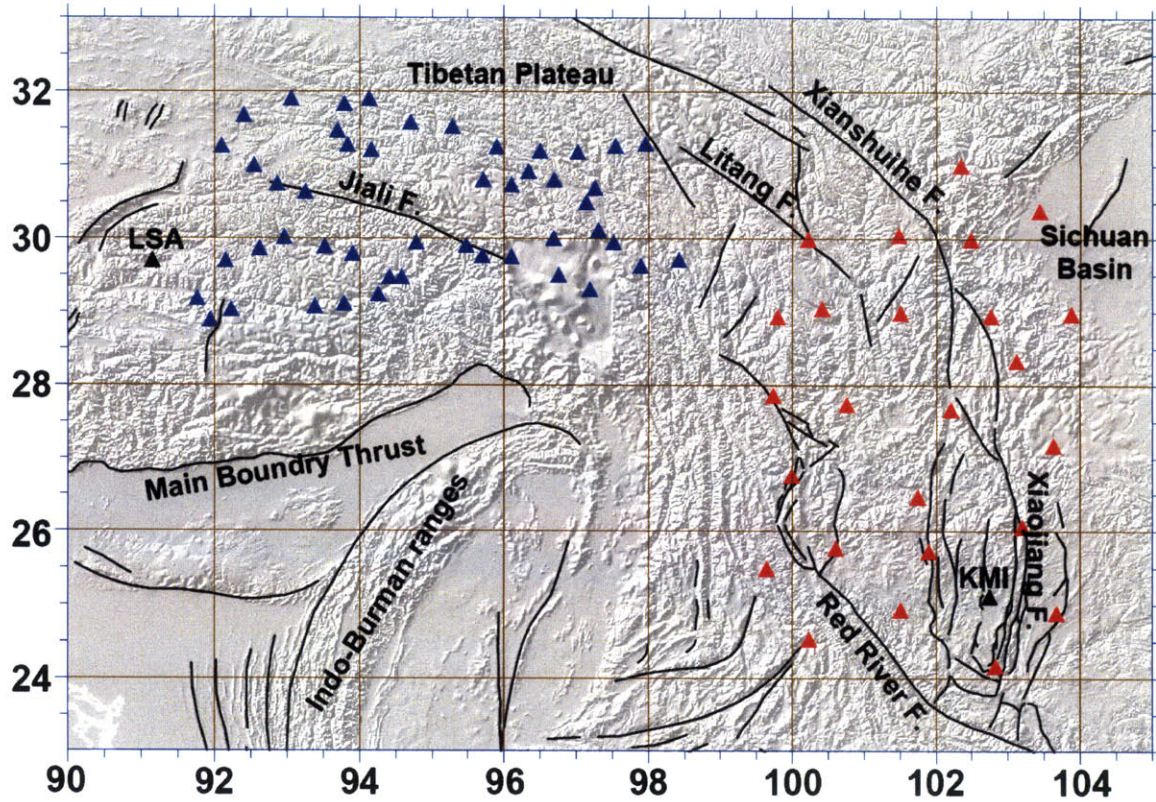 Tibetan Plateau
32
Xianshuihe F.
Litang F.
Jiali F.
30
LSA
Sichuan
Basin
28
Main Boundry Thrust
Indo-Burman ranges
26
Xiaojiang F.
KMI
Red River F.
24
90 92 94 96 98 100 102 104